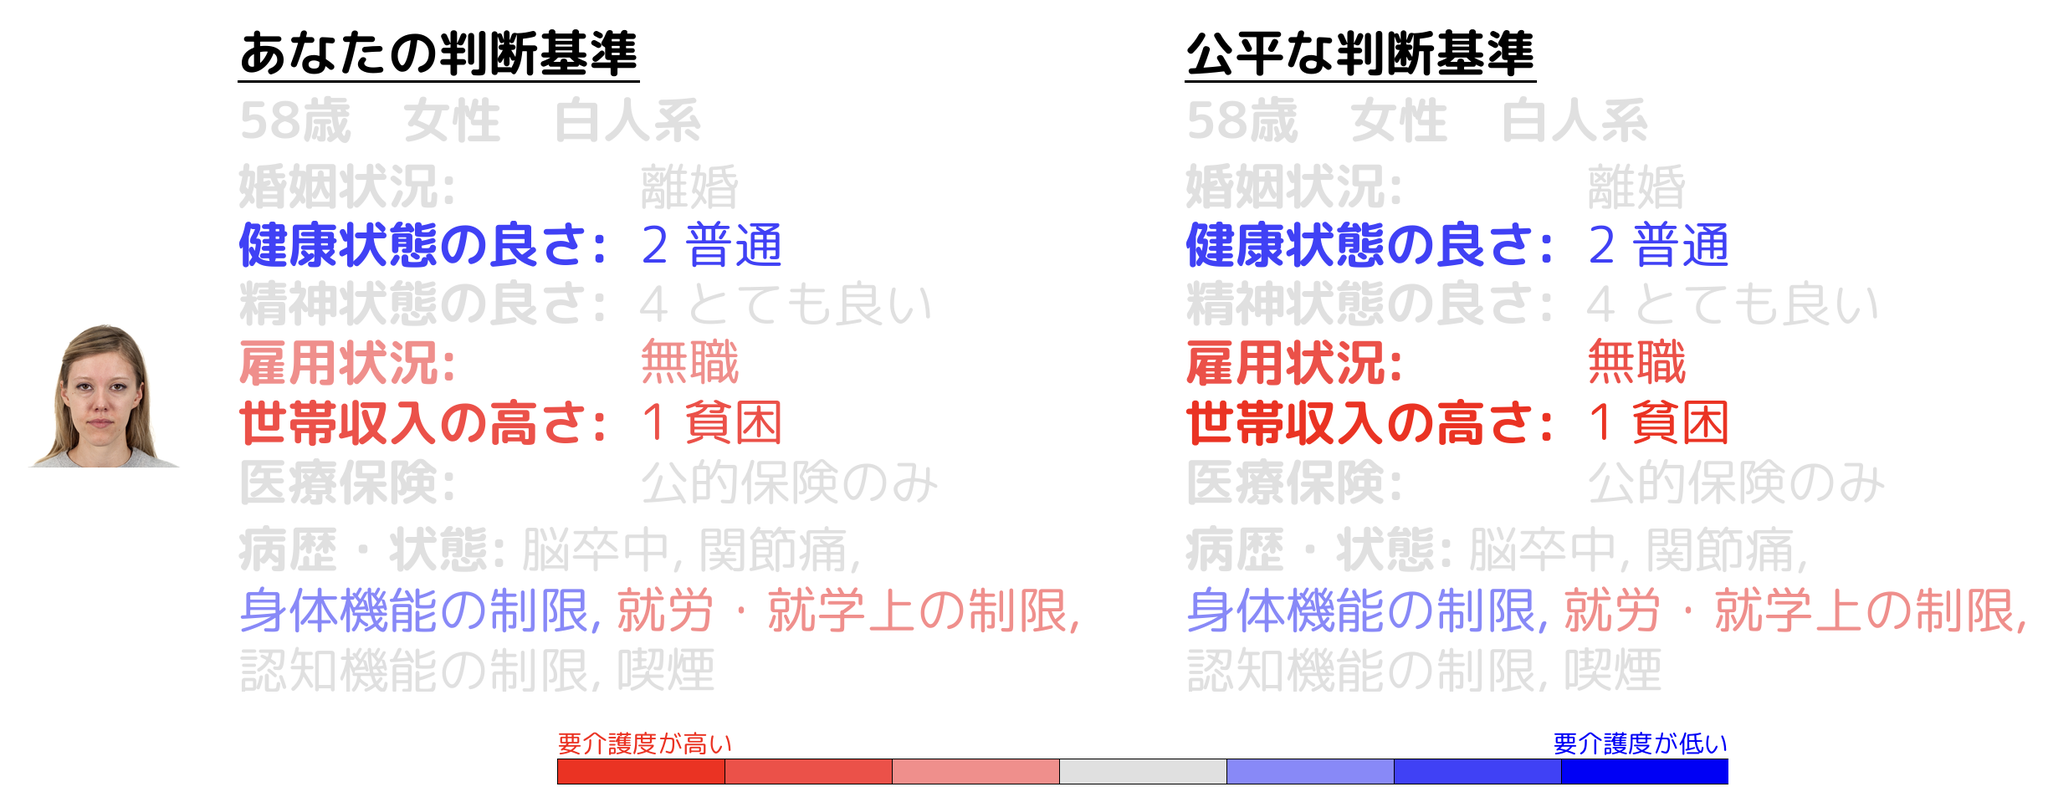 あなたの判断基準
58歳　女性　白人系
婚姻状況: 離婚
健康状態の良さ: 2 普通
精神状態の良さ: 4 とても良い
雇用状況: 無職
世帯収入の高さ: 1 貧困
医療保険: 公的保険のみ
病歴・状態: 脳卒中, 関節痛,
身体機能の制限, 就労・就学上の制限,
認知機能の制限, 喫煙
公平な判断基準
58歳　女性　白人系
婚姻状況: 離婚
健康状態の良さ: 2 普通
精神状態の良さ: 4 とても良い
雇用状況: 無職
世帯収入の高さ: 1 貧困
医療保険: 公的保険のみ
病歴・状態: 脳卒中, 関節痛,
身体機能の制限, 就労・就学上の制限,
認知機能の制限, 喫煙
要介護度が高い
要介護度が低い